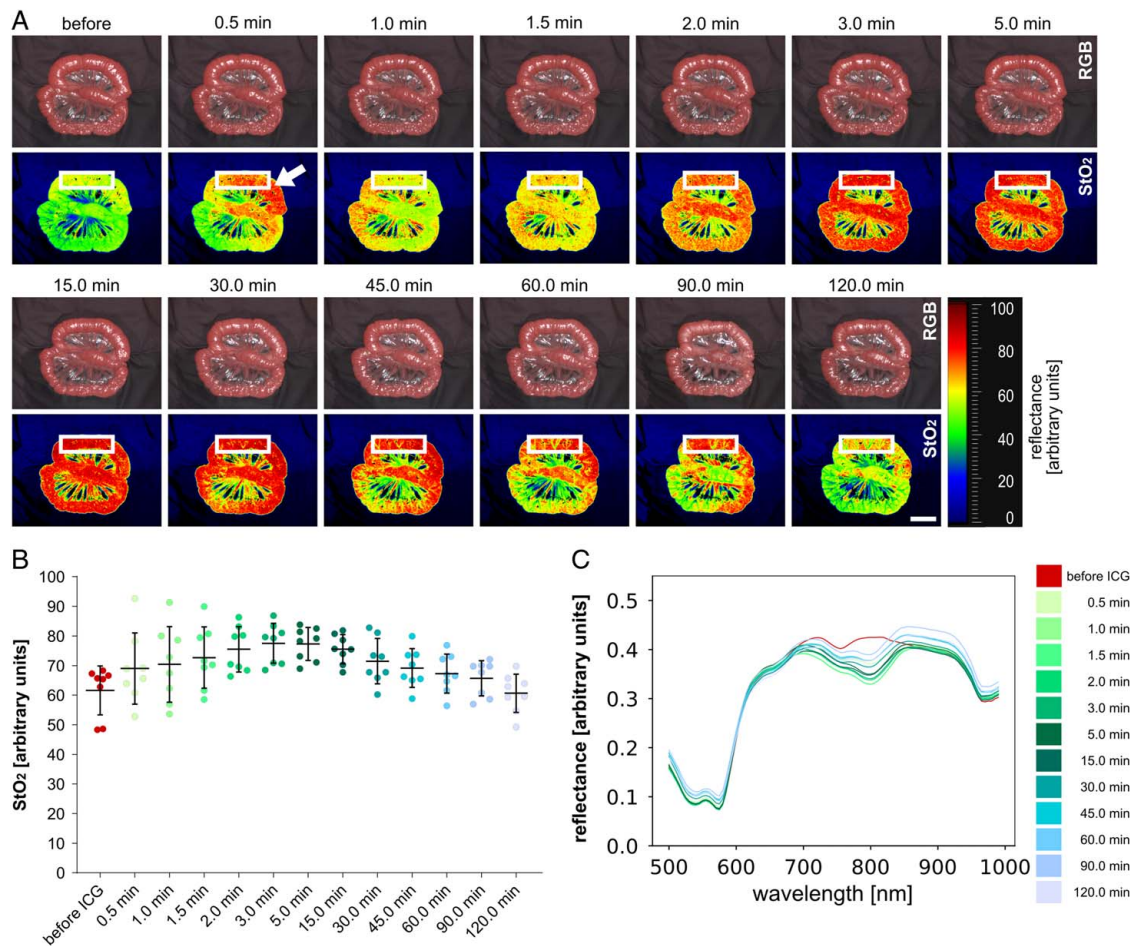 A
before 0.5 min 1.0 min 1.5 min 2.0 min 3.0 min 5.0 min
RGB
StO₂
15.0 min 30.0 min 45.0 min 60.0 min 90.0 min 120.0 min
RGB
StO₂
100
80
60
40
20
0
reflectance
[arbitrary units]
B
StO₂ [arbitrary units]
100
90
80
70
60
50
40
30
20
10
0
before ICG 0.5 min 1.0 min 1.5 min 2.0 min 3.0 min 5.0 min 15.0 min 30.0 min 45.0 min 60.0 min 90.0 min 120.0 min
C
reflectance [arbitrary units]
0.5
0.4
0.3
0.2
0.1
0.0
500 600 700 800 900 1000
wavelength [nm]
before ICG
0.5 min
1.0 min
1.5 min
2.0 min
3.0 min
5.0 min
15.0 min
30.0 min
45.0 min
60.0 min
90.0 min
120.0 min